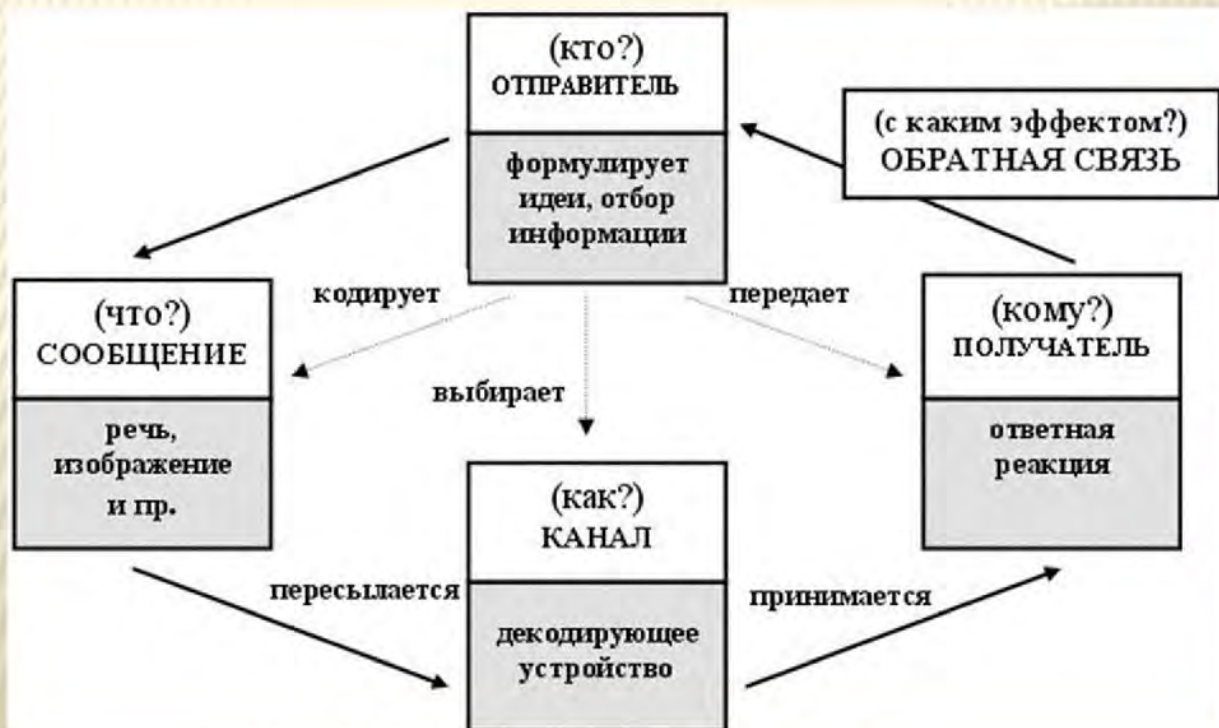 (кто?)
ОТПРАВИТЕЛЬ
формулирует
идеи, отбор
информации
(с каким эффектом?)
ОБРАТНАЯ СВЯЗЬ
кодирует
передает
(что?)
СООБЩЕНИЕ
речь,
изображение
и пр.
выбирает
(кому?)
ПОЛУЧАТЕЛЬ
ответная
реакция
(как?)
КАНАЛ
декодирующее
устройство
пересылается
принимается